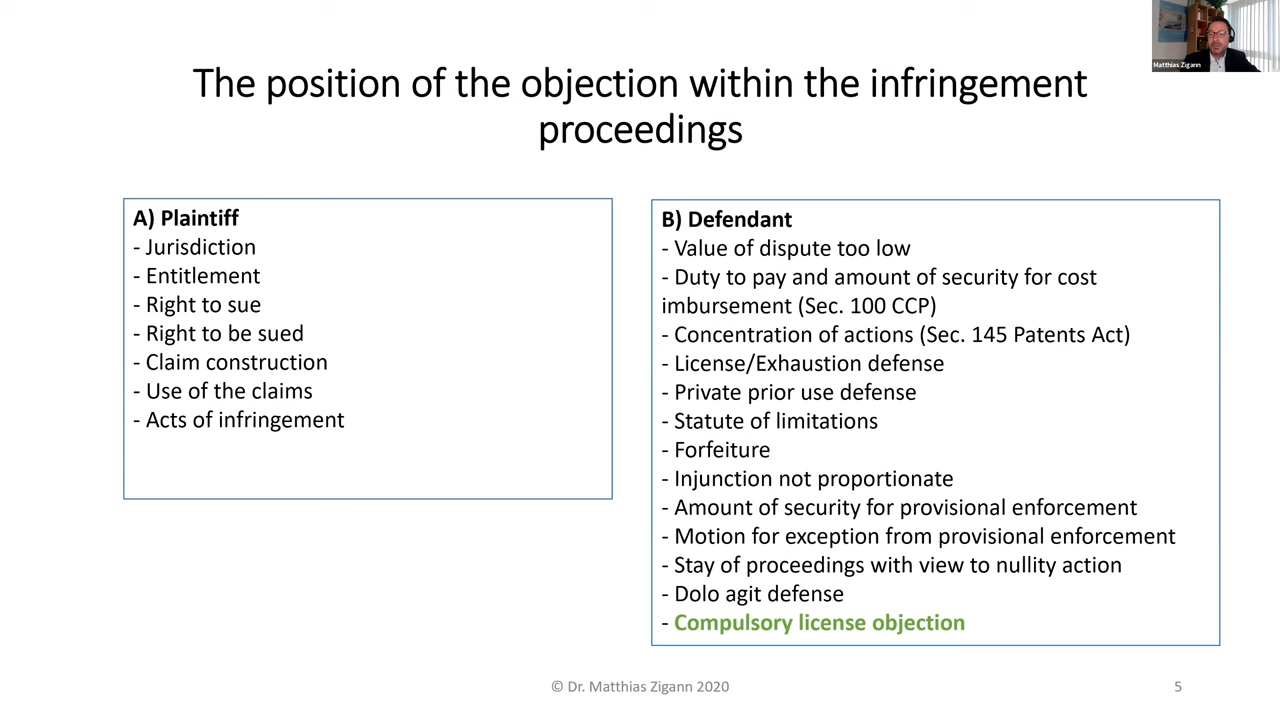 Matthias Zigann
The position of the objection within the infringement
proceedings
A) Plaintiff
- Jurisdiction
- Entitlement
- Right to sue
- Right to be sued
- Claim construction
- Use of the claims
- Acts of infringement
B) Defendant
- Value of dispute too low
- Duty to pay and amount of security for cost
imbursement (Sec. 100 CCP)
- Concentration of actions (Sec. 145 Patents Act)
- License/Exhaustion defense
- Private prior use defense
- Statute of limitations
- Forfeiture
- Injunction not proportionate
- Amount of security for provisional enforcement
- Motion for exception from provisional enforcement
- Stay of proceedings with view to nullity action
- Dolo agit defense
- Compulsory license objection
© Dr. Matthias Zigann 2020
5